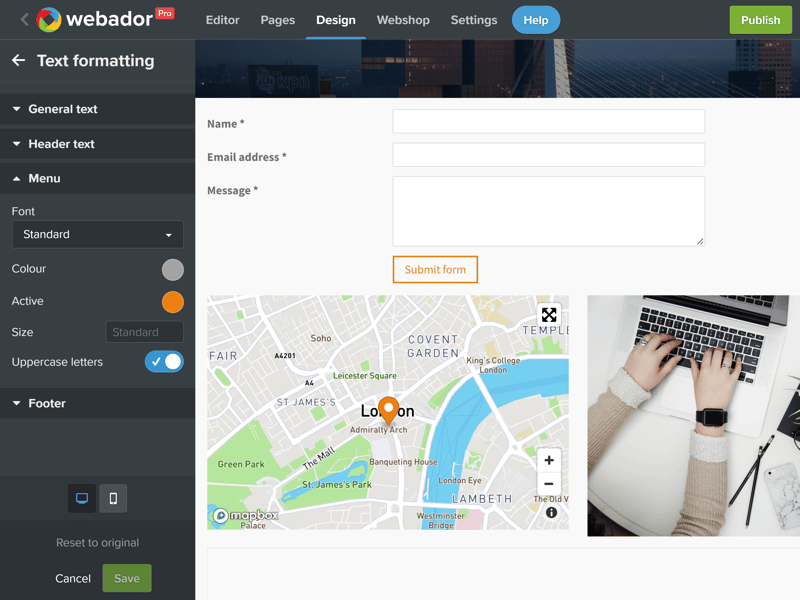 webador Pro
Editor Pages Design Webshop Settings Help Publish
Text formatting
General text
Header text
Menu
Font
Standard
Colour
Active
Size Standard
Uppercase letters
Footer
Reset to original
Cancel Save
kpn
Name *
Email address *
Message *
Submit form
TEMPLE
Soho
COVENT
GARDEN
FAIR
A4201
King's College
London
Leicester Square
A4
ST JAMES'S
London
Admiralty Arch
The Mall
Green Park
Banqueting House
+
London Eye
St. James's Park
−
LAMBETH
The Old V
mapbox
Westminster
Bridge
Palace